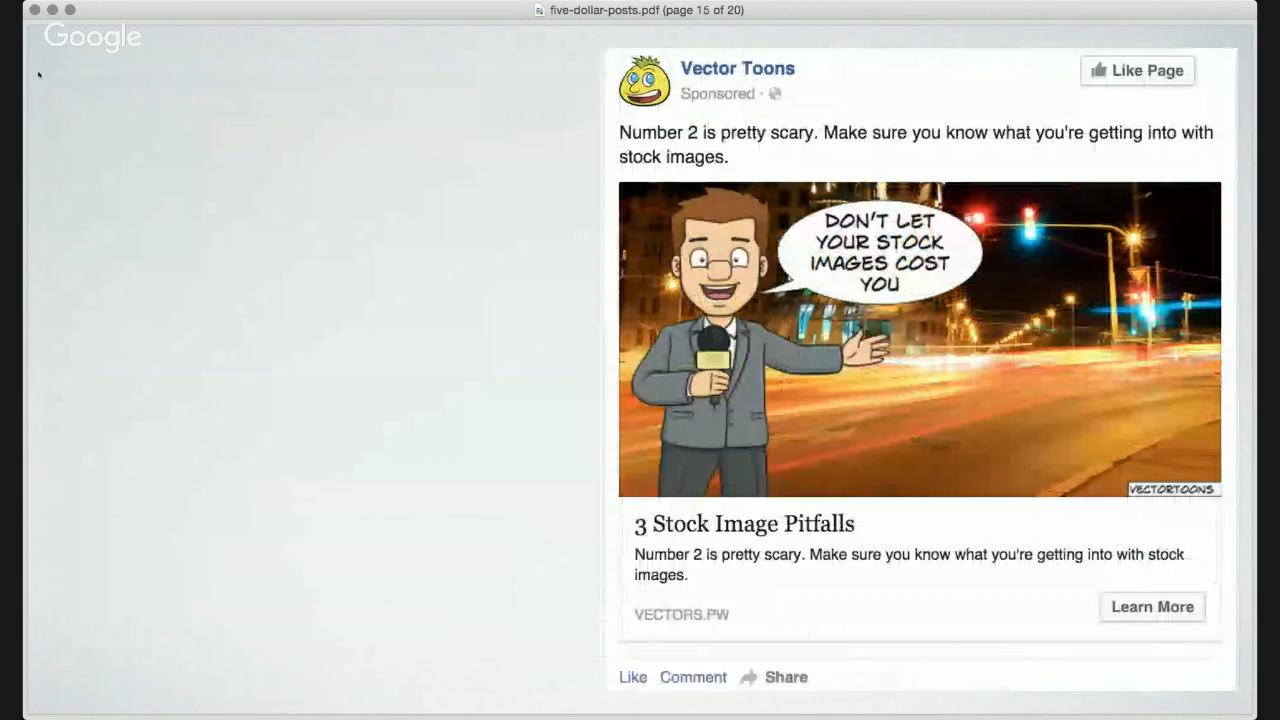 five-dollar-posts.pdf (page 15 of 20)
Google
Vector Toons
Like Page
Sponsored ·
Number 2 is pretty scary. Make sure you know what you're getting into with
stock images.
DON'T LET
YOUR STOCK
IMAGES COST
YOU
VECTORTOONS
3 Stock Image Pitfalls
Number 2 is pretty scary. Make sure you know what you're getting into with stock
images.
VECTORS.PW
Learn More
Like Comment Share